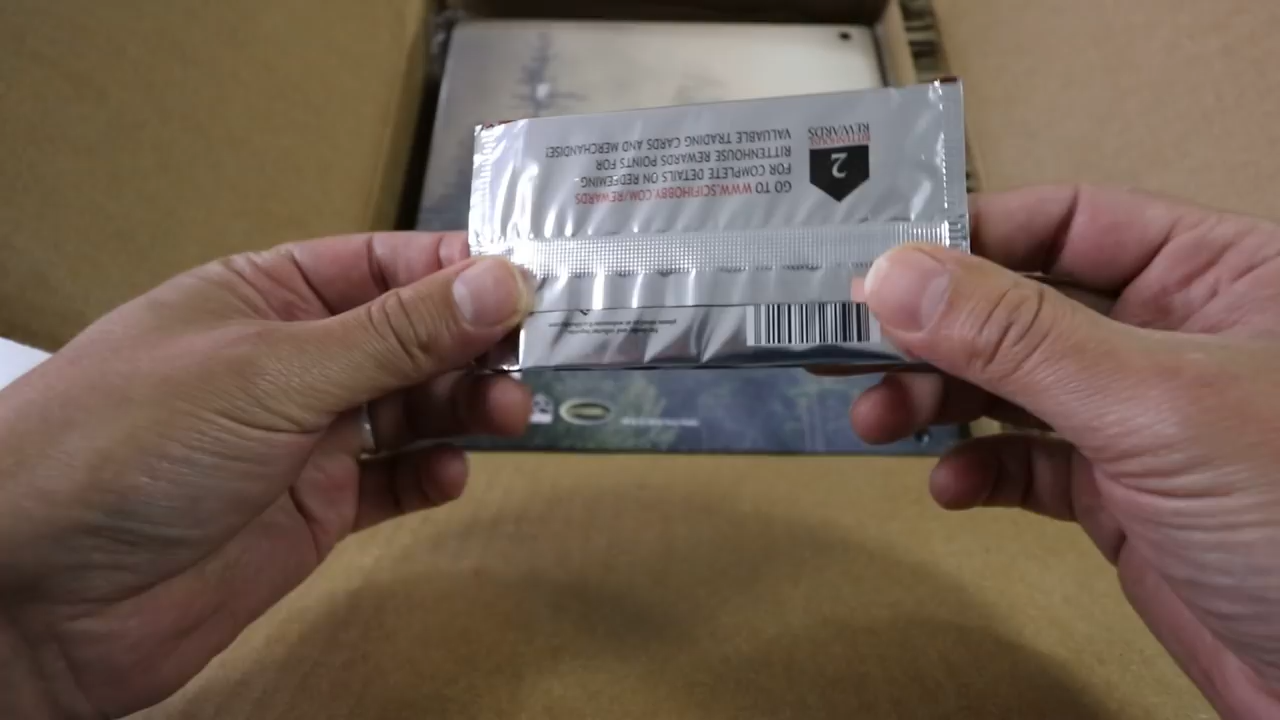 2
RITTENHOUSE
REWARDS
GO TO WWW.SCIFIHOBBY.COM/REWARDS
FOR COMPLETE DETAILS ON REDEEMING
RITTENHOUSE REWARDS POINTS FOR
VALUABLE TRADING CARDS AND MERCHANDISE!